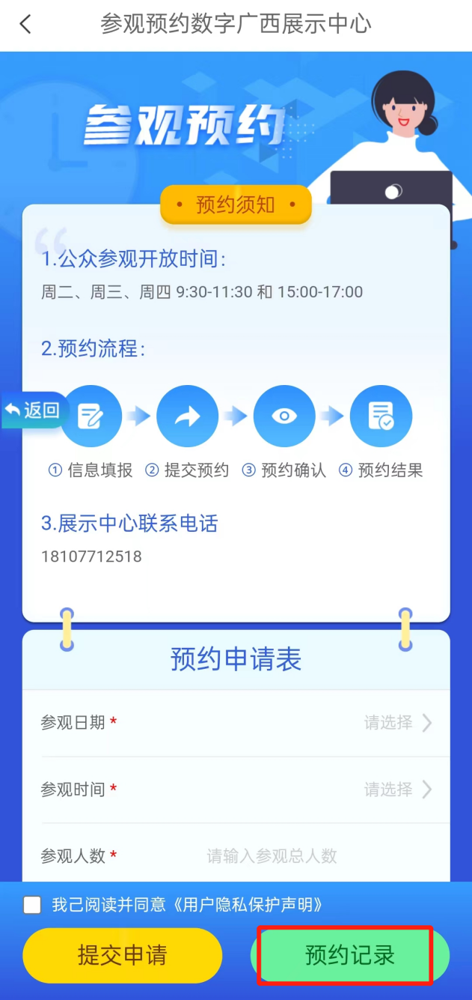 参观预约数字广西展示中心
参观预约
• 预约须知 •
1.公众参观开放时间:
周二、周三、周四 9:30-11:30 和 15:00-17:00
2.预约流程:
返回
① 信息填报 ② 提交预约 ③ 预约确认 ④ 预约结果
3.展示中心联系电话
18107712518
预约申请表
参观日期 * 请选择
参观时间 * 请选择
参观人数 * 请输入参观总人数
我己阅读并同意《用户隐私保护声明》
提交申请 预约记录